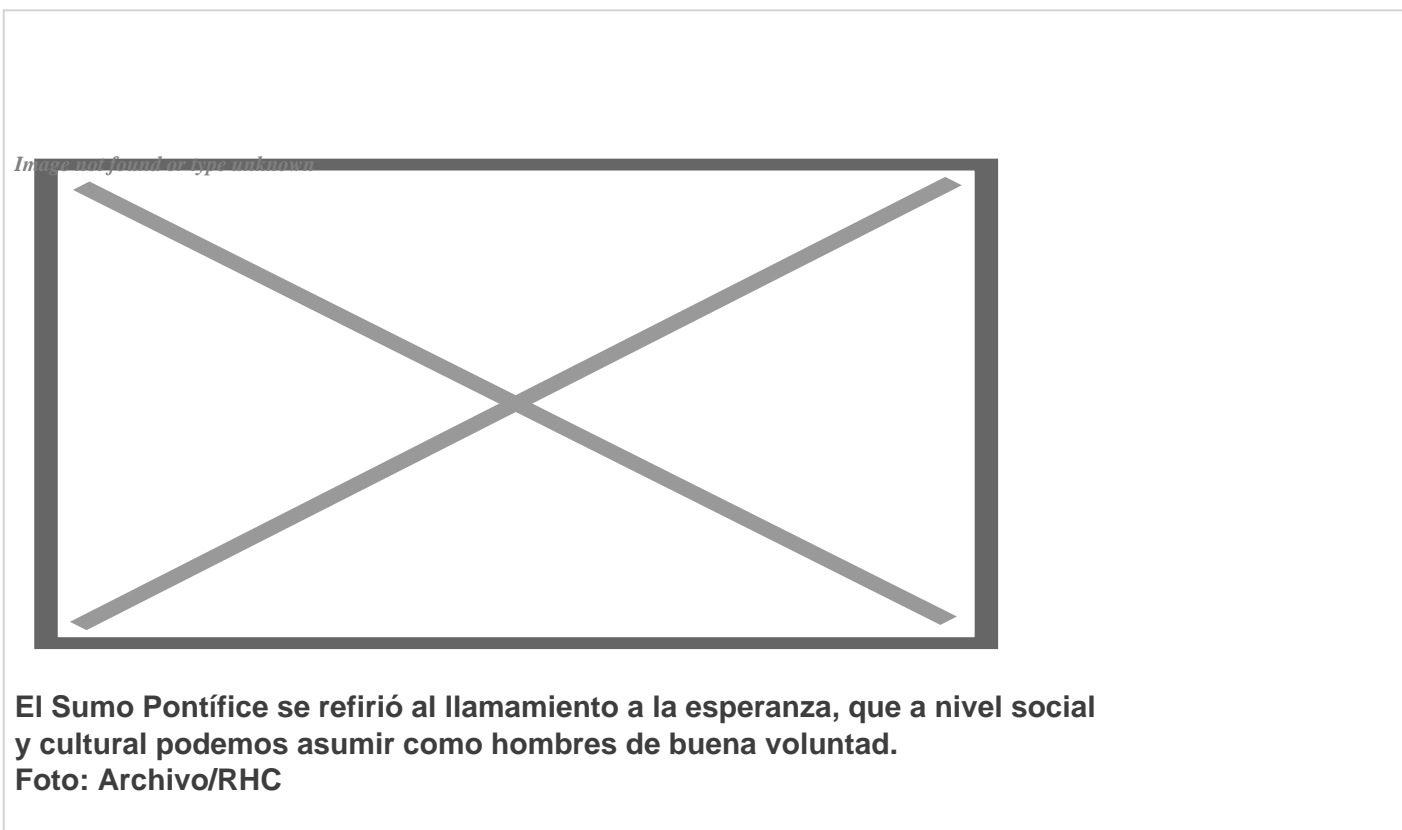 Image not found or type unknown
El Sumo Pontífice se refirió al llamamiento a la esperanza, que a nivel social
y cultural podemos asumir como hombres de buena voluntad.
Foto: Archivo/RHC